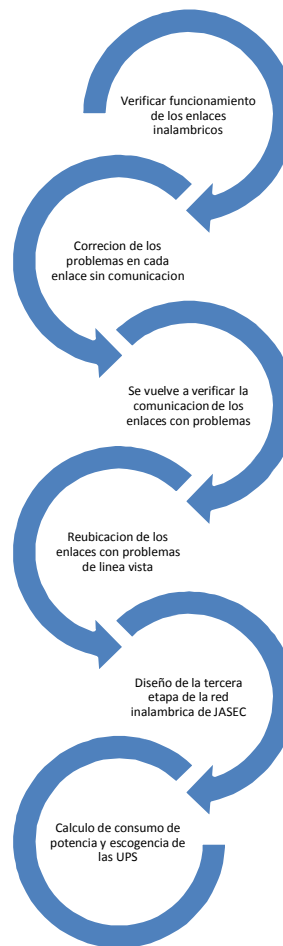 Verificar funcionamiento
de los enlaces
inalambricos
Correcion de los
problemas en cada
enlace sin comunicacion
Se vuelve a verificar la
comunicacion de los
enlaces con problemas
Reubicacion de los
enlaces con problemas
de linea vista
Diseño de la tercera
etapa de la red
inalambrica de JASEC
Calculo de consumo de
potencia y escogencia de
las UPS